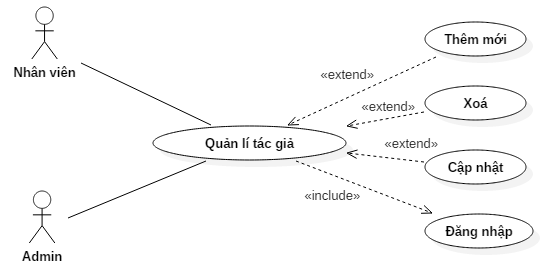 Thêm mới
Nhân viên
«extend»
Xoá
«extend»
Quản lí tác giả
«extend»
Cập nhật
«include»
Đăng nhập
Admin